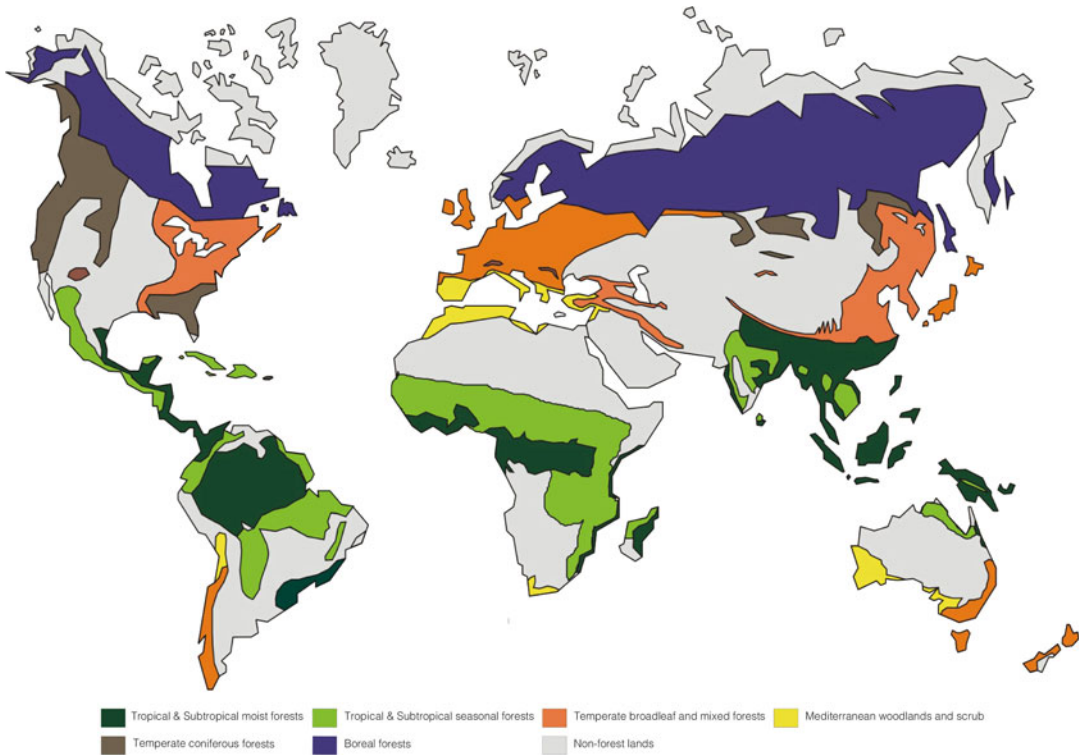 Tropical & Subtropical moist forests
Tropical & Subtropical seasonal forests
Temperate broadleaf and mixed forests
Mediterranean woodlands and scrub
Temperate coniferous forests
Boreal forests
Non-forest lands